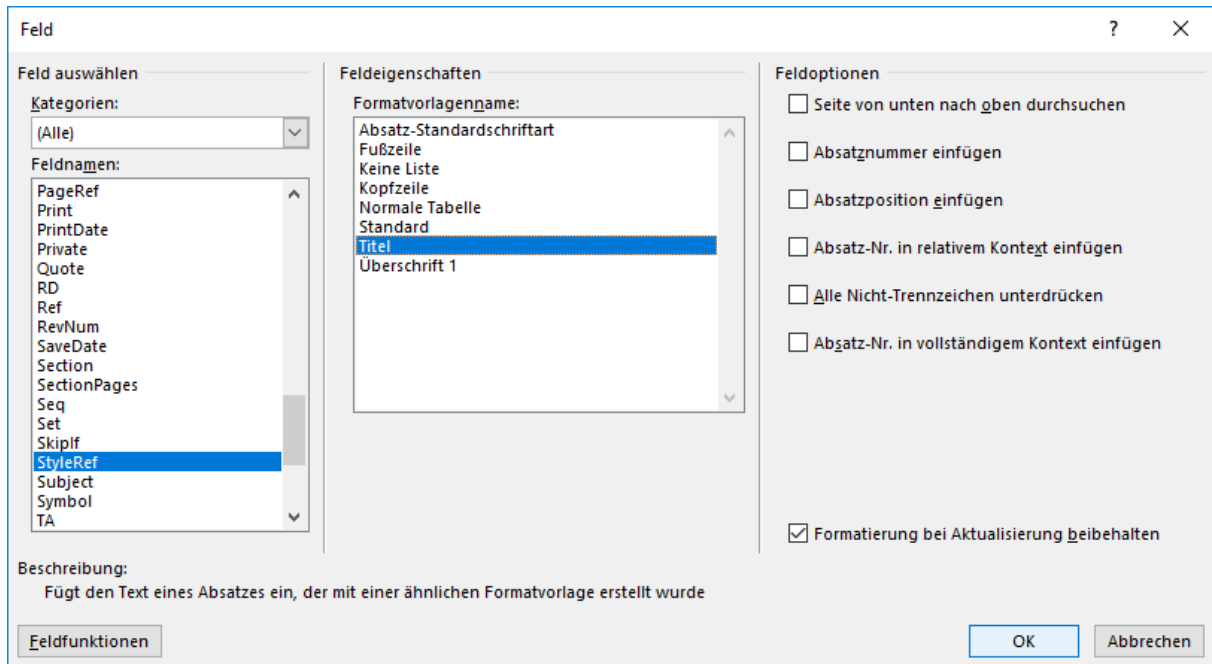 Feld
?
Feld auswählen
Kategorien:
(Alle)
Feldnamen:
PageRef
Print
PrintDate
Private
Quote
RD
Ref
RevNum
SaveDate
Section
SectionPages
Seq
Set
SkipIf
StyleRef
Subject
Symbol
TA
Feldeigenschaften
Formatvorlagenname:
Absatz-Standardschriftart
Fußzeile
Keine Liste
Kopfzeile
Normale Tabelle
Standard
Titel
Überschrift 1
Feldoptionen
Seite von unten nach oben durchsuchen
Absatznummer einfügen
Absatzposition einfügen
Absatz-Nr. in relativem Kontext einfügen
Alle Nicht-Trennzeichen unterdrücken
Absatz-Nr. in vollständigem Kontext einfügen
Formatierung bei Aktualisierung beibehalten
Beschreibung:
Fügt den Text eines Absatzes ein, der mit einer ähnlichen Formatvorlage erstellt wurde
Feldfunktionen
OK
Abbrechen